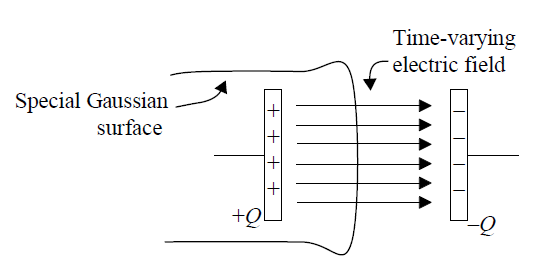 Time-varying
electric field
Special Gaussian
surface
+
+
+
+
–
–
–
–
+Q
–Q